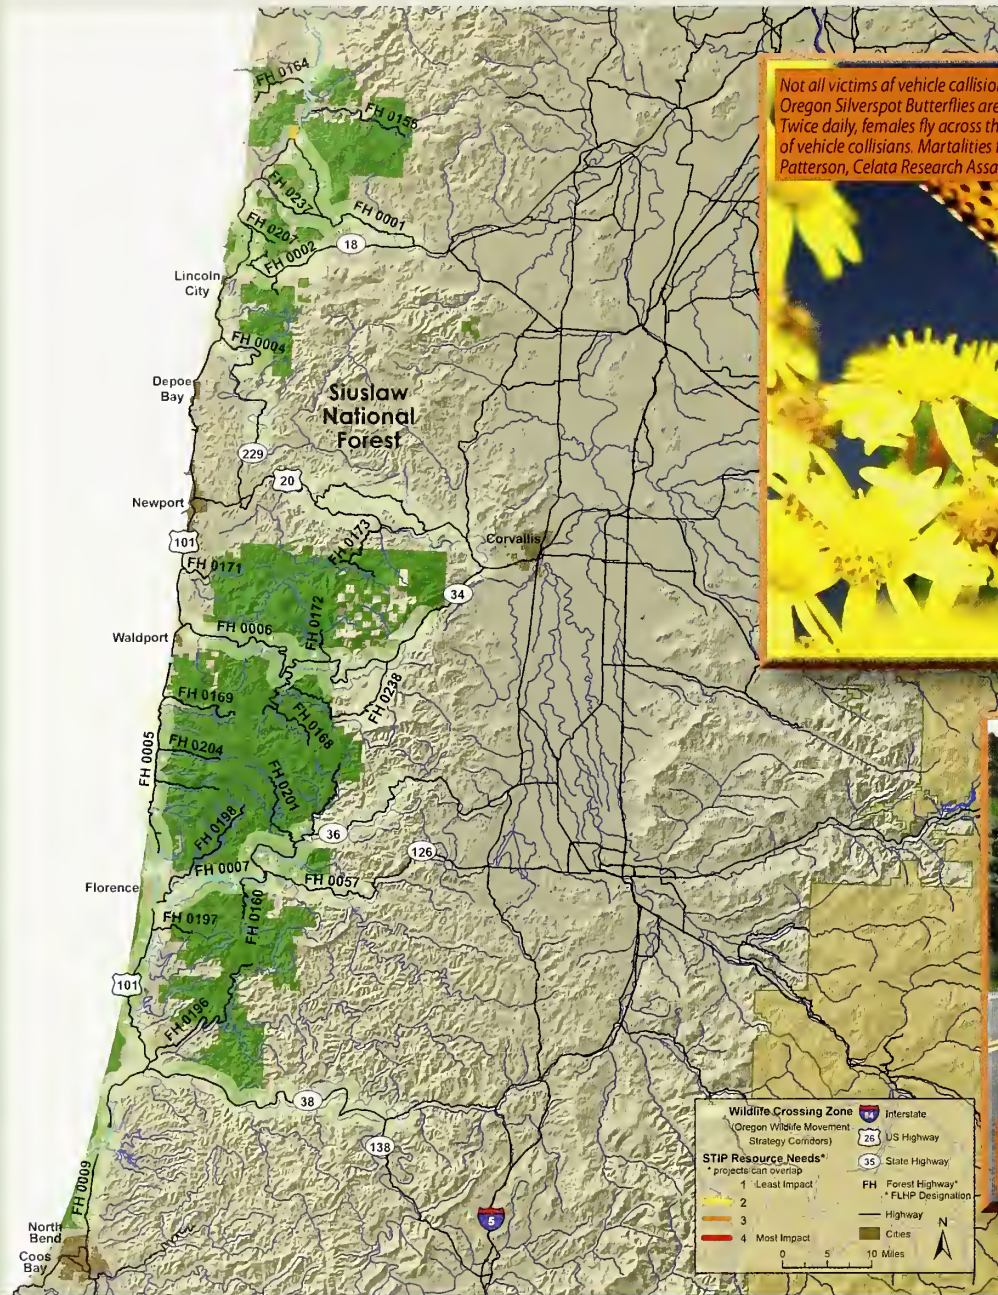 Not all victims of vehicle callision
Oregon Silverspot Butterflies are
Twice daily, females fly across th
of vehicle collisians. Martalities f
Patterson, Celata Research Assa
FH 0164
FH 0155
FH 0237
FH 0001
FH 0207
FH 0002
18
Lincoln
City
FH 0004
Depoe
Bay
Siuslaw
National
Forest
229
20
Newport
101
FH 0173
Corvallis
FH 0171
34
FH 0172
FH 0006
Waldport
FH 0238
FH 0169
FH 0168
FH 0204
FH 0005
FH 0201
FH 0198
36
126
FH 0007
FH 0057
Florence
FH 0160
FH 0197
101
FH 0196
38
138
FH 0009
5
North
Bend
Coos
Bay
Wildlife Crossing Zone
(Oregon Wildlife Movement
Strategy Corridors)
STIP Resource Needs*
* projects can overlap
1 Least Impact
2
3
4 Most Impact
84 Interstate
26 US Highway
35 State Highway
FH Forest Highway*
* FLHP Designation
Highway
Cities
N
0 5 10 Miles